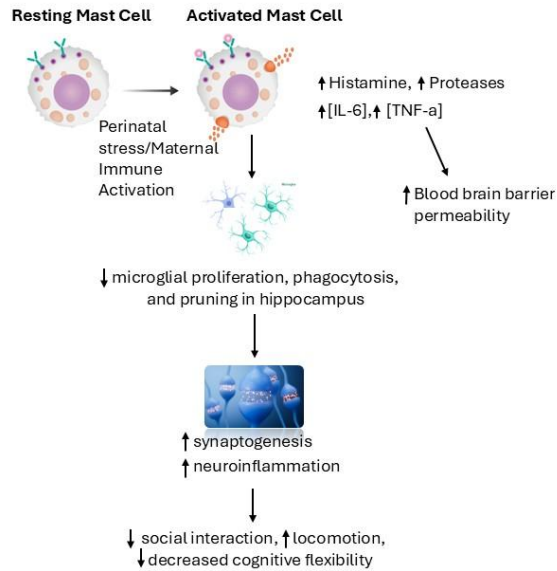 Resting Mast Cell
Activated Mast Cell
Perinatal
stress/Maternal
Immune
Activation
↑Histamine, ↑ Proteases
↑[IL-6],↑ [TNF-a]
↑ Blood brain barrier
permeability
↓ microglial proliferation, phagocytosis,
and pruning in hippocampus
↑ synaptogenesis
↑ neuroinflammation
↓ social interaction, ↑ locomotion,
↓ decreased cognitive flexibility